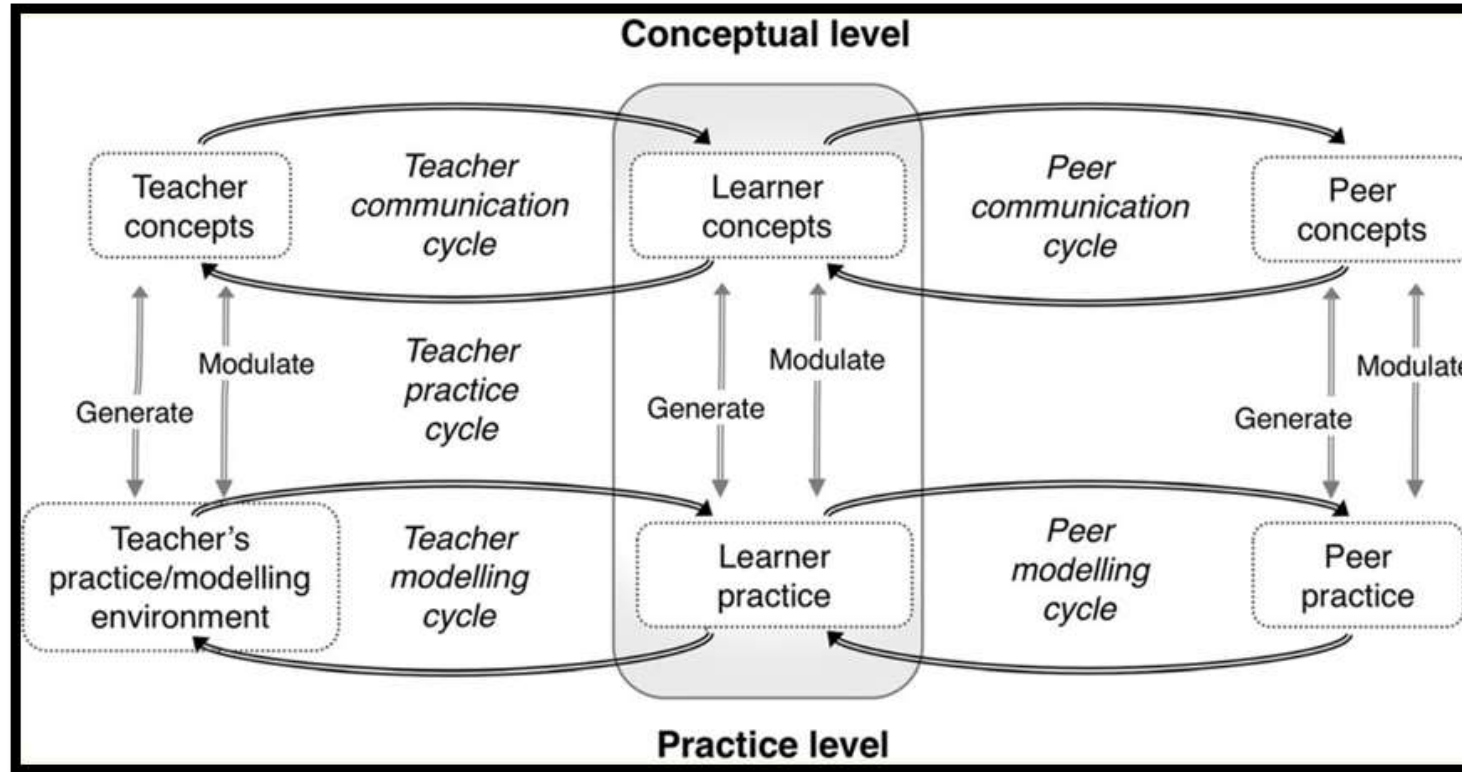 Conceptual level
Teacher
concepts
Teacher
communication
cycle
Learner
concepts
Peer
communication
cycle
Peer
concepts
Generate
Modulate
Teacher
practice
cycle
Generate
Modulate
Generate
Modulate
Teacher’s
practice/modelling
environment
Teacher
modelling
cycle
Learner
practice
Peer
modelling
cycle
Peer
practice
Practice level